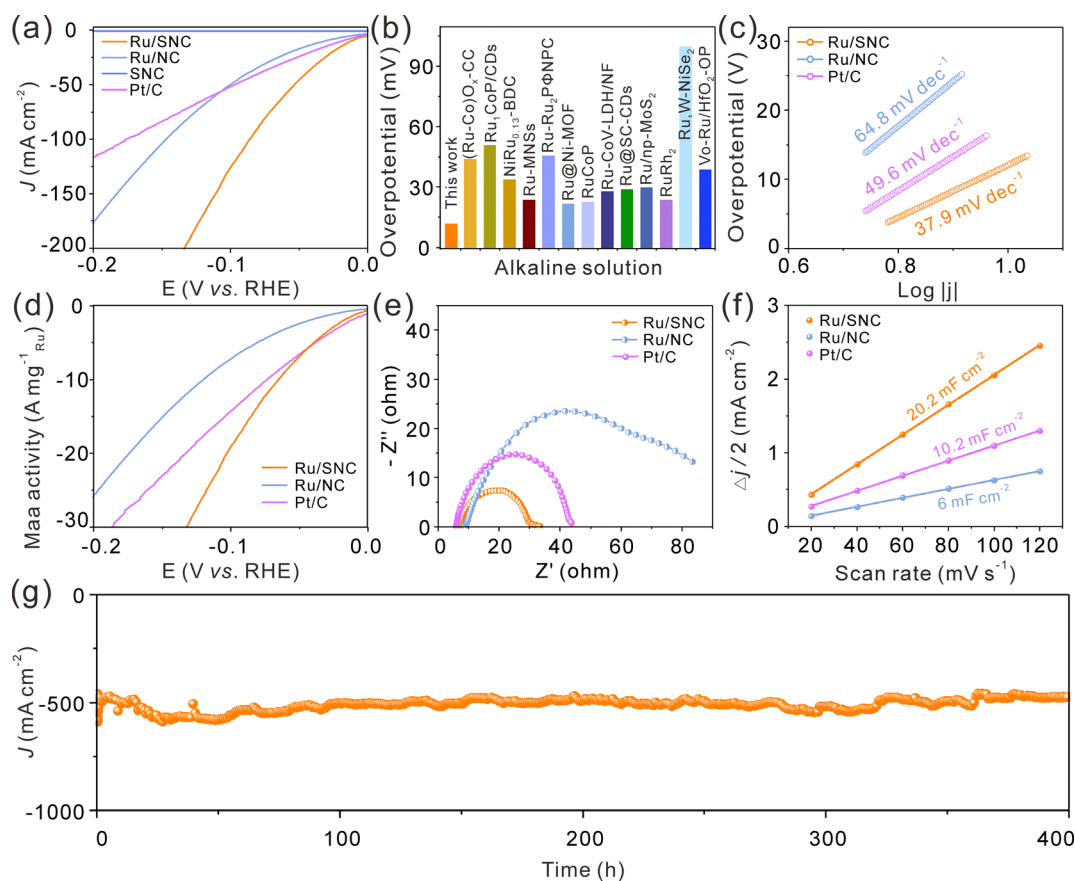 (a)
Ru/SNC
Ru/NC
SNC
Pt/C
0
-50
-100
-150
-200
J (mA cm⁻²)
-0.2
-0.1
0.0
E (V vs. RHE)
(b)
90
60
30
0
Overpotential (mV)
This work
(Ru-Co)Oₓ-CC
Ru₁CoP/CDs
NiRu₀.₁₃-BDC
Ru-MNSs
Ru-Ru₂PΦNPC
Ru@Ni-MOF
RuCoP
Ru-CoV-LDH/NF
Ru@SC-CDs
Ru/np-MoS₂
RuRh₂
Ru,W-NiSe₂
Vo-Ru/HfO₂-OP
Alkaline solution
(c)
Ru/SNC
Ru/NC
Pt/C
30
20
10
0
Overpotential (V)
64.8 mV dec⁻¹
49.6 mV dec⁻¹
37.9 mV dec⁻¹
0.6
0.8
1.0
Log |j|
(d)
0
-10
-20
-30
Maa activity (A mg⁻¹ Ru)
Ru/SNC
Ru/NC
Pt/C
-0.2
-0.1
0.0
E (V vs. RHE)
(e)
Ru/SNC
Ru/NC
Pt/C
40
30
20
10
0
- Z'' (ohm)
0
20
40
60
80
Z' (ohm)
(f)
Ru/SNC
Ru/NC
Pt/C
3
2
1
0
△j / 2 (mA cm⁻²)
20.2 mF cm⁻²
10.2 mF cm⁻²
6 mF cm⁻²
20
40
60
80
100
120
Scan rate (mV s⁻¹)
(g)
0
-500
-1000
J (mA cm⁻²)
0
100
200
300
400
Time (h)